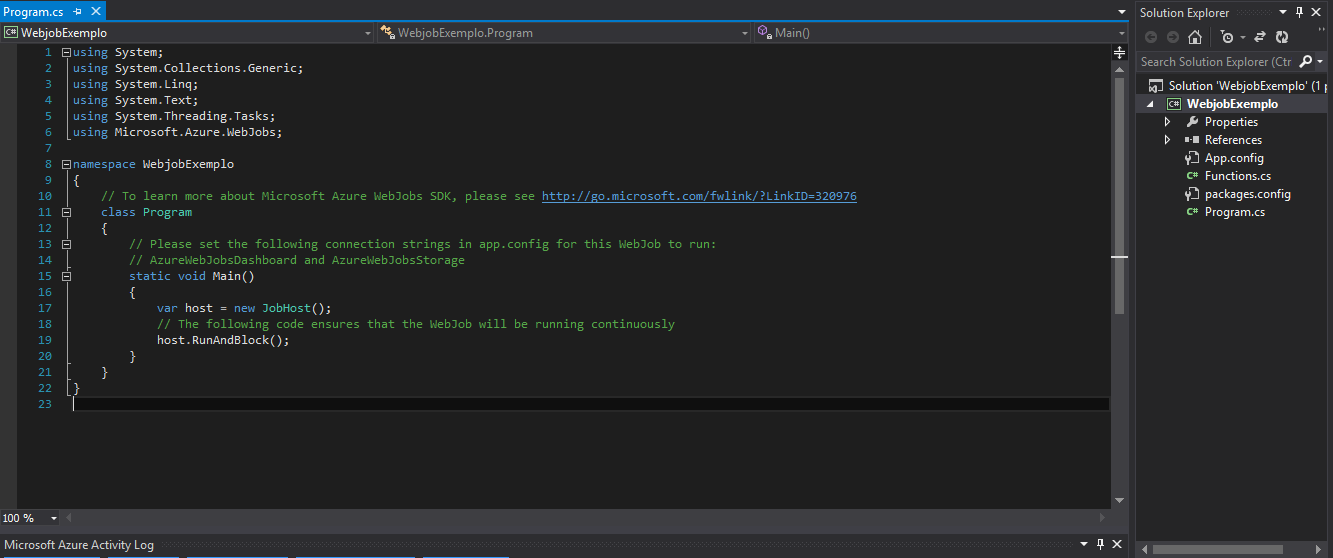 Program.cs
WebjobExemplo
WebjobExemplo.Program
Main()
1 using System;
2 using System.Collections.Generic;
3 using System.Linq;
4 using System.Text;
5 using System.Threading.Tasks;
6 using Microsoft.Azure.WebJobs;
7
8 namespace WebjobExemplo
9 {
10 // To learn more about Microsoft Azure WebJobs SDK, please see http://go.microsoft.com/fwlink/?LinkID=320976
11 class Program
12 {
13 // Please set the following connection strings in app.config for this WebJob to run:
14 // AzureWebJobsDashboard and AzureWebJobsStorage
15 static void Main()
16 {
17 var host = new JobHost();
18 // The following code ensures that the WebJob will be running continuously
19 host.RunAndBlock();
20 }
21 }
22 }
23
100 %
Microsoft Azure Activity Log
Solution Explorer
Search Solution Explorer (Ctr
Solution 'WebjobExemplo' (1 p
C# WebjobExemplo
Properties
References
App.config
C# Functions.cs
packages.config
C# Program.cs